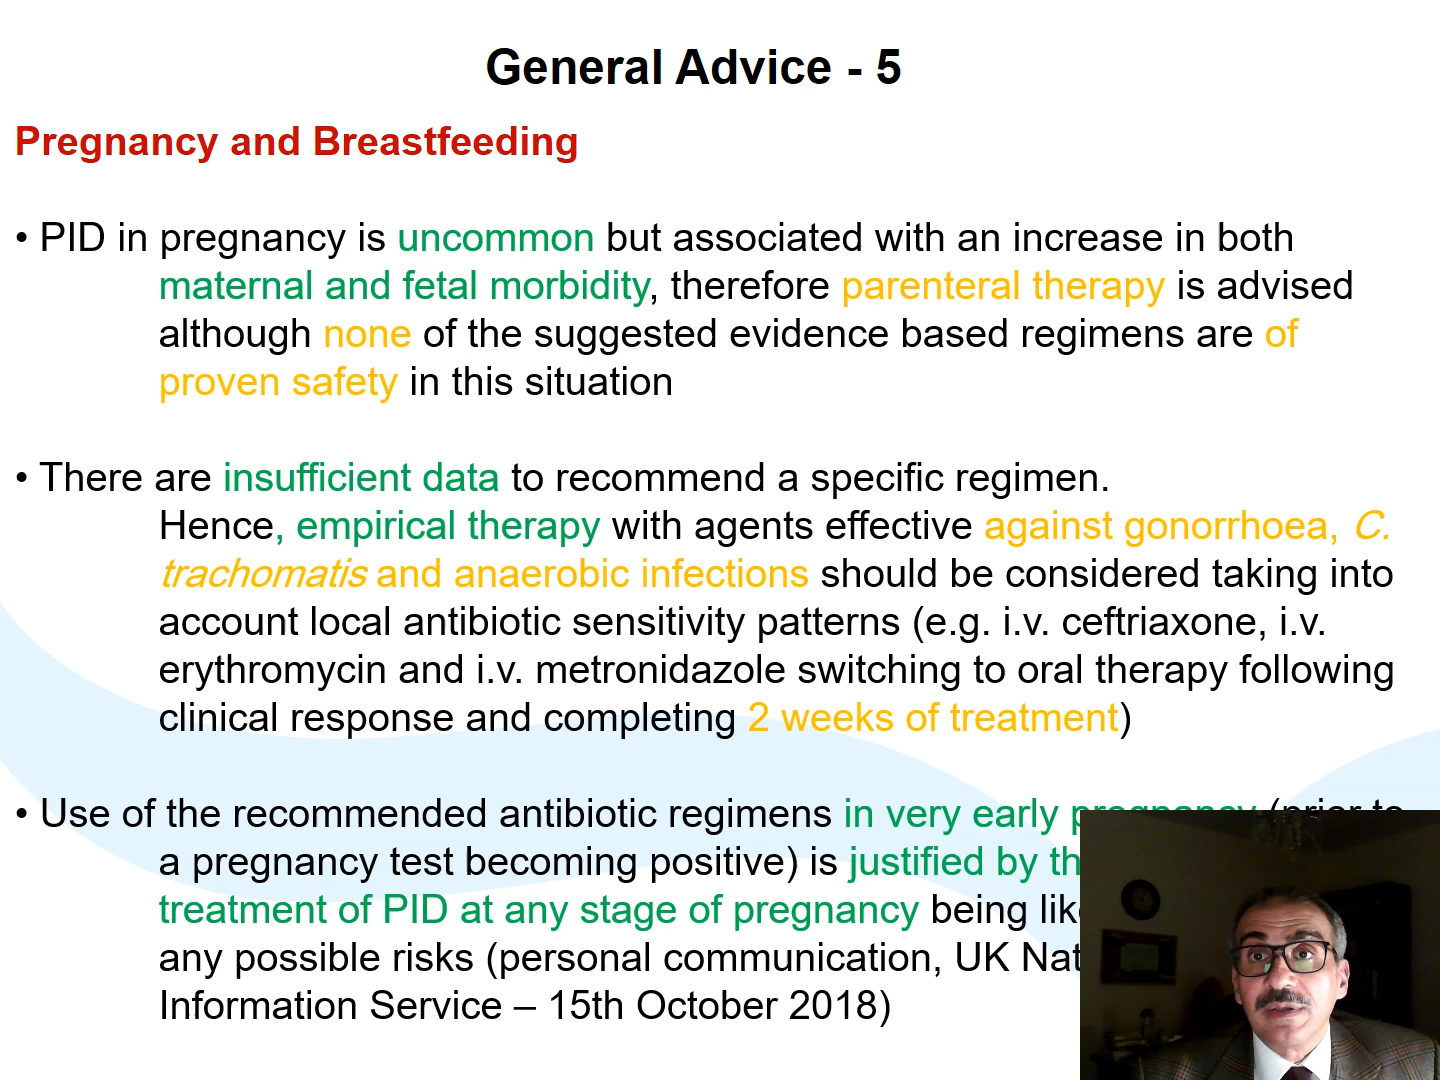 General Advice - 5
Pregnancy and Breastfeeding
• PID in pregnancy is uncommon but associated with an increase in both
maternal and fetal morbidity, therefore parenteral therapy is advised
although none of the suggested evidence based regimens are of
proven safety in this situation
• There are insufficient data to recommend a specific regimen.
Hence, empirical therapy with agents effective against gonorrhoea, C.
trachomatis and anaerobic infections should be considered taking into
account local antibiotic sensitivity patterns (e.g. i.v. ceftriaxone, i.v.
erythromycin and i.v. metronidazole switching to oral therapy following
clinical response and completing 2 weeks of treatment)
• Use of the recommended antibiotic regimens in very early pregnancy (prior to
a pregnancy test becoming positive) is justified by
treatment of PID at any stage of pregnancy being
any possible risks (personal communication, UK
Information Service – 15th October 2018)